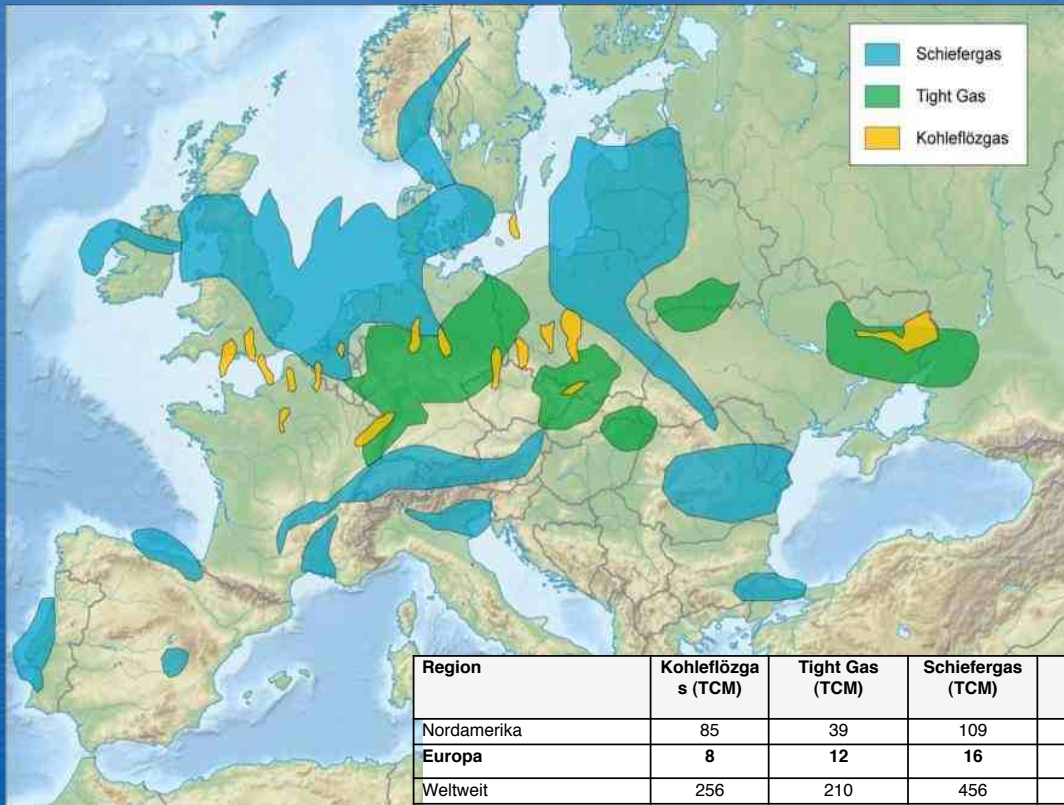 Schiefergas
Tight Gas
Kohleflözgas
Region Kohleflözga Tight Gas Schiefergas
s (TCM) (TCM) (TCM)
Nordamerika 85 39 109
Europa 8 12 16
Weltweit 256 210 456